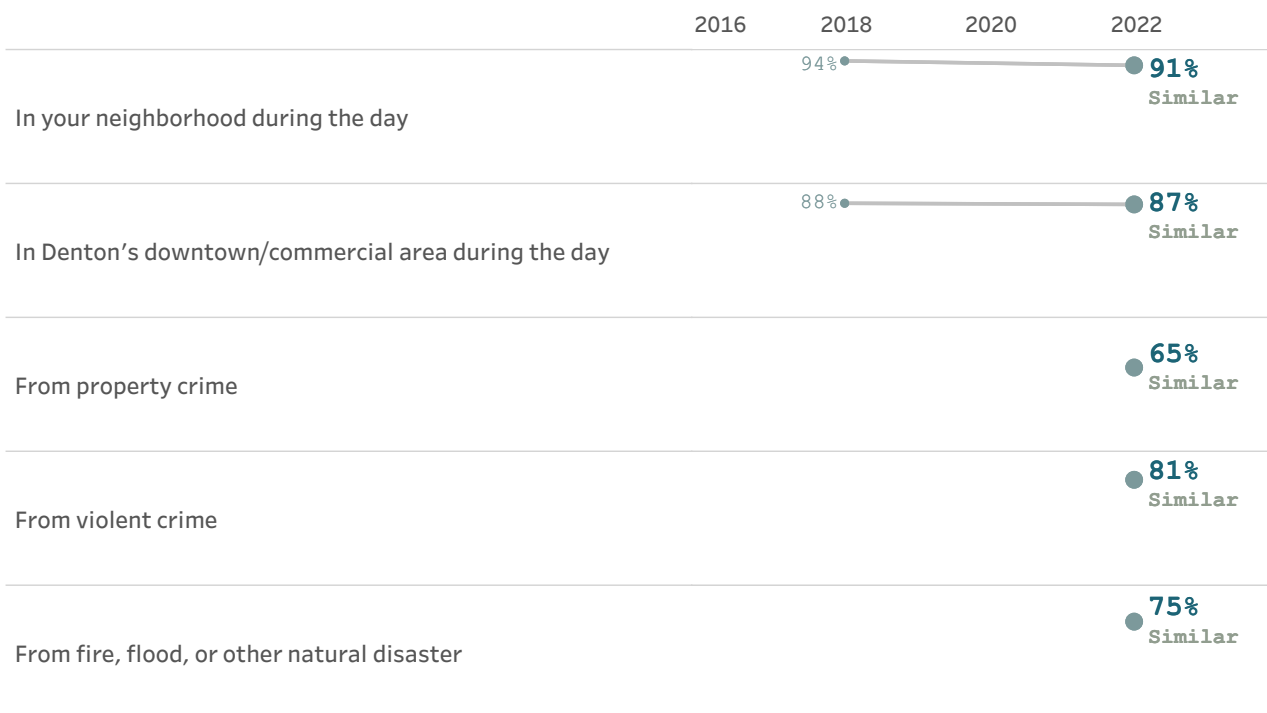 2016 2018 2020 2022
94% 91%
Similar
In your neighborhood during the day
88% 87%
Similar
In Denton’s downtown/commercial area during the day
65%
Similar
From property crime
81%
Similar
From violent crime
75%
Similar
From fire, flood, or other natural disaster